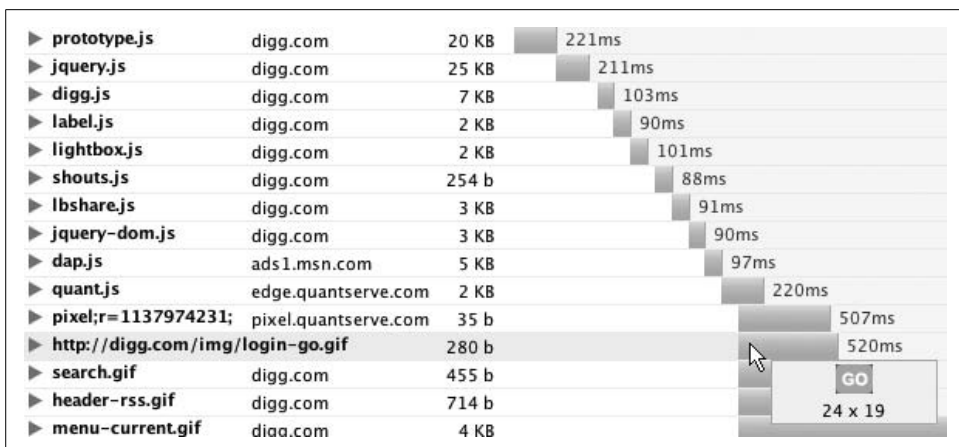 prototype.js digg.com 20 KB 221ms
jquery.js digg.com 25 KB 211ms
digg.js digg.com 7 KB 103ms
label.js digg.com 2 KB 90ms
lightbox.js digg.com 2 KB 101ms
shouts.js digg.com 254 b 88ms
lbshare.js digg.com 3 KB 91ms
jquery-dom.js digg.com 3 KB 90ms
dap.js ads1.msn.com 5 KB 97ms
quant.js edge.quantserve.com 2 KB 220ms
pixel;r=1137974231; pixel.quantserve.com 35 b 507ms
http://digg.com/img/login-go.gif 280 b 520ms
search.gif digg.com 455 b
GO
header-rss.gif digg.com 714 b
24 x 19
menu-current.gif digg.com 4 KB